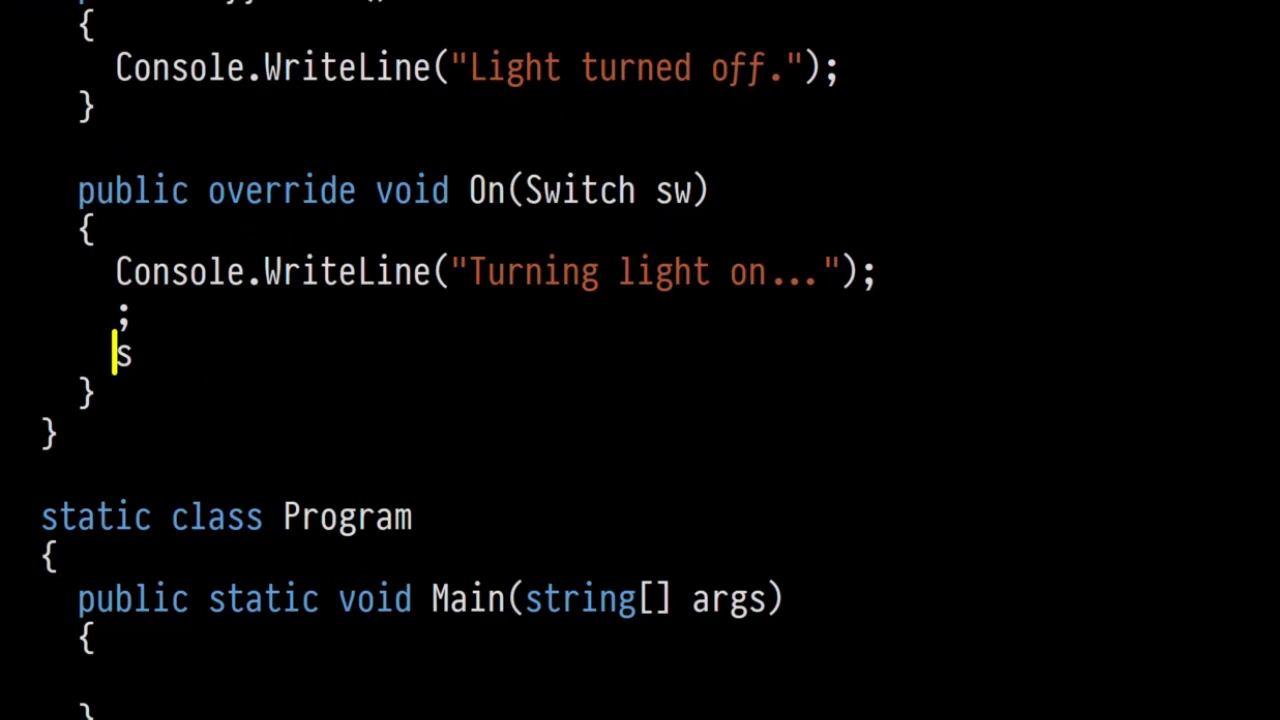 {
Console.WriteLine("Light turned off.");
}
public override void On(Switch sw)
{
Console.WriteLine("Turning light on...");
;
s
}
}
static class Program
{
public static void Main(string[] args)
{
}